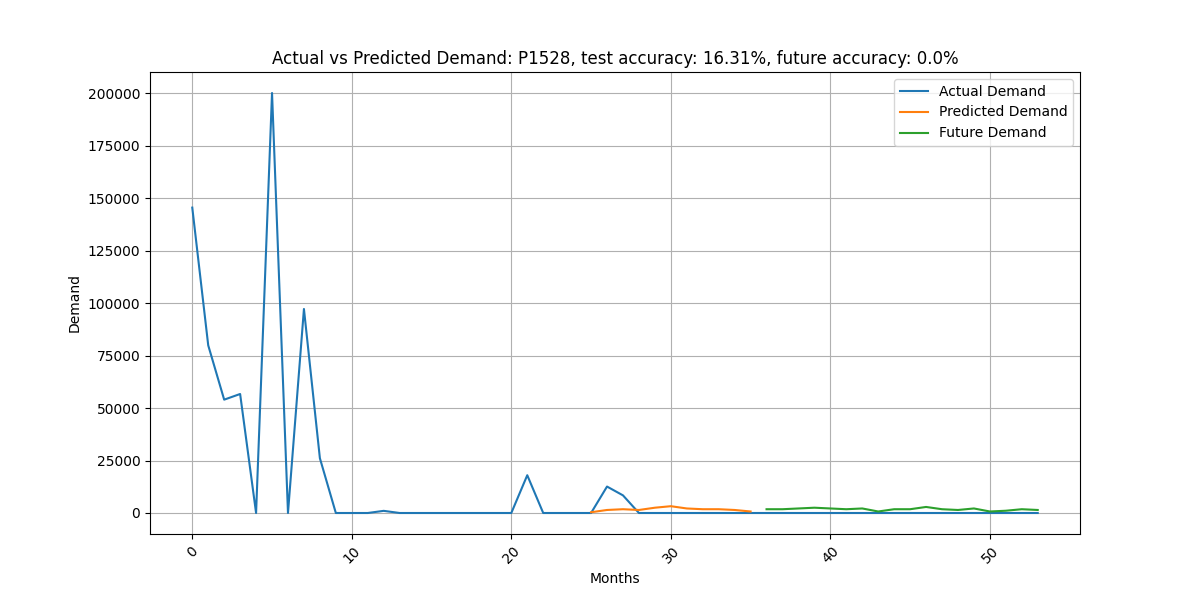 Actual vs Predicted Demand: P1528, test accuracy: 16.31%, future accuracy: 0.0%
Actual Demand
Predicted Demand
Future Demand
200000
175000
150000
125000
100000
75000
50000
25000
0
Demand
0 10 20 30 40 50
Months